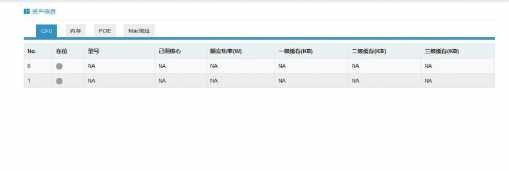 资产信息
CPU 内存 PCIE Mac地址
No. 在位 型号 已用核心 额定功率(W) 一级缓存(KB) 二级缓存(KB) 三级缓存(KB)
0 NA NA NA NA NA NA
1 NA NA NA NA NA NA